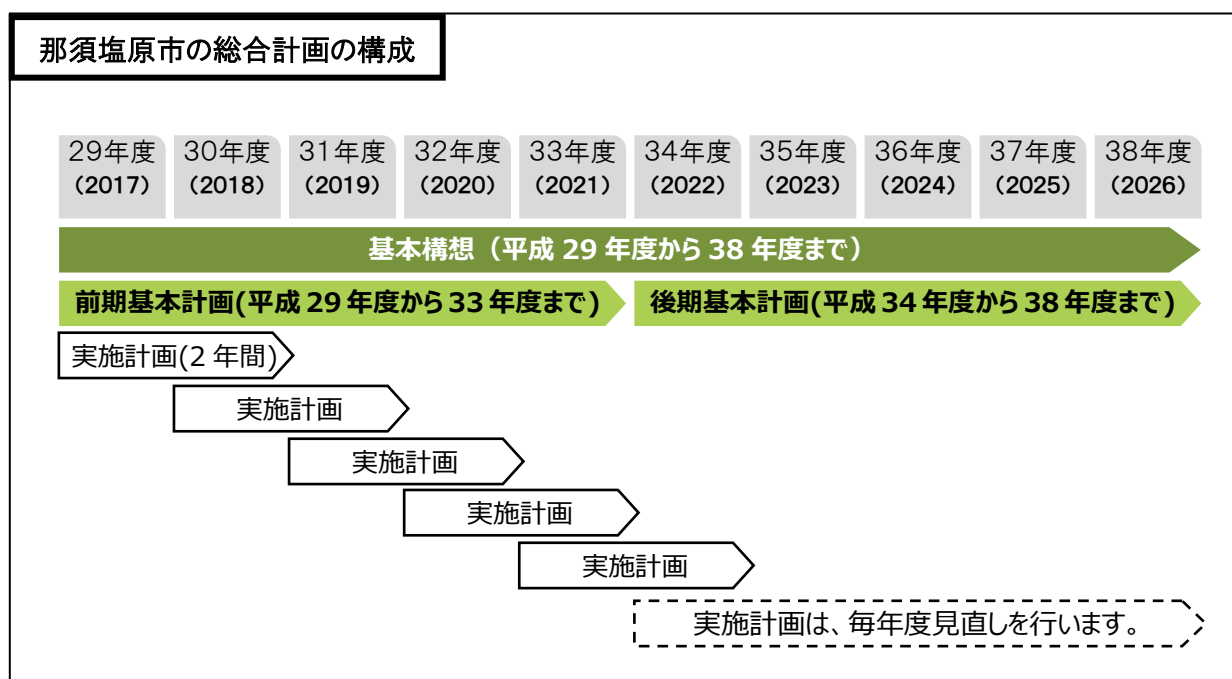 那須塩原市の総合計画の構成
29年度 30年度 31年度 32年度 33年度 34年度 35年度 36年度 37年度 38年度
（2017） （2018） （2019） （2020） （2021） （2022） （2023） （2024） （2025） （2026）
基本構想（平成 29 年度から 38 年度まで）
前期基本計画(平成 29 年度から 33 年度まで) 後期基本計画(平成 34 年度から 38 年度まで)
実施計画(2 年間)
実施計画
実施計画
実施計画
実施計画
実施計画は、毎年度見直しを行います。